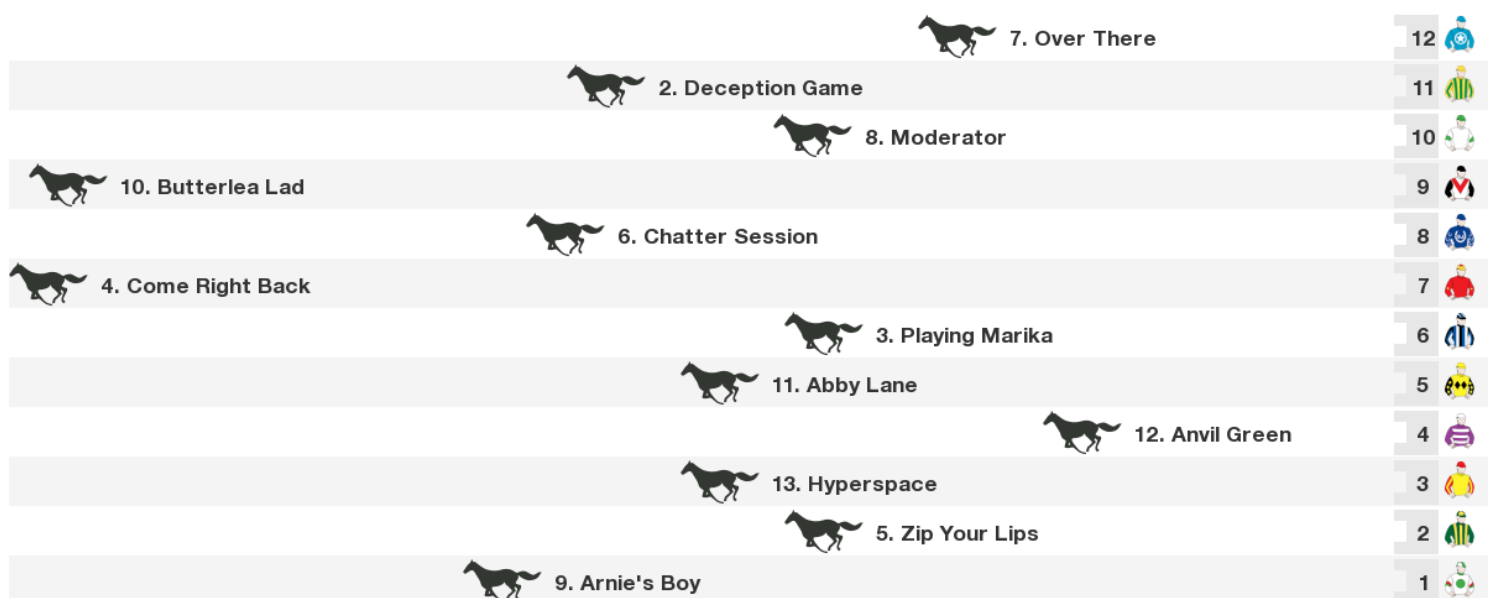 7. Over There 12
2. Deception Game 11
8. Moderator 10
10. Butterlea Lad 9
6. Chatter Session 8
4. Come Right Back 7
3. Playing Marika 6
11. Abby Lane 5
12. Anvil Green 4
13. Hyperspace 3
5. Zip Your Lips 2
9. Arnie's Boy 1